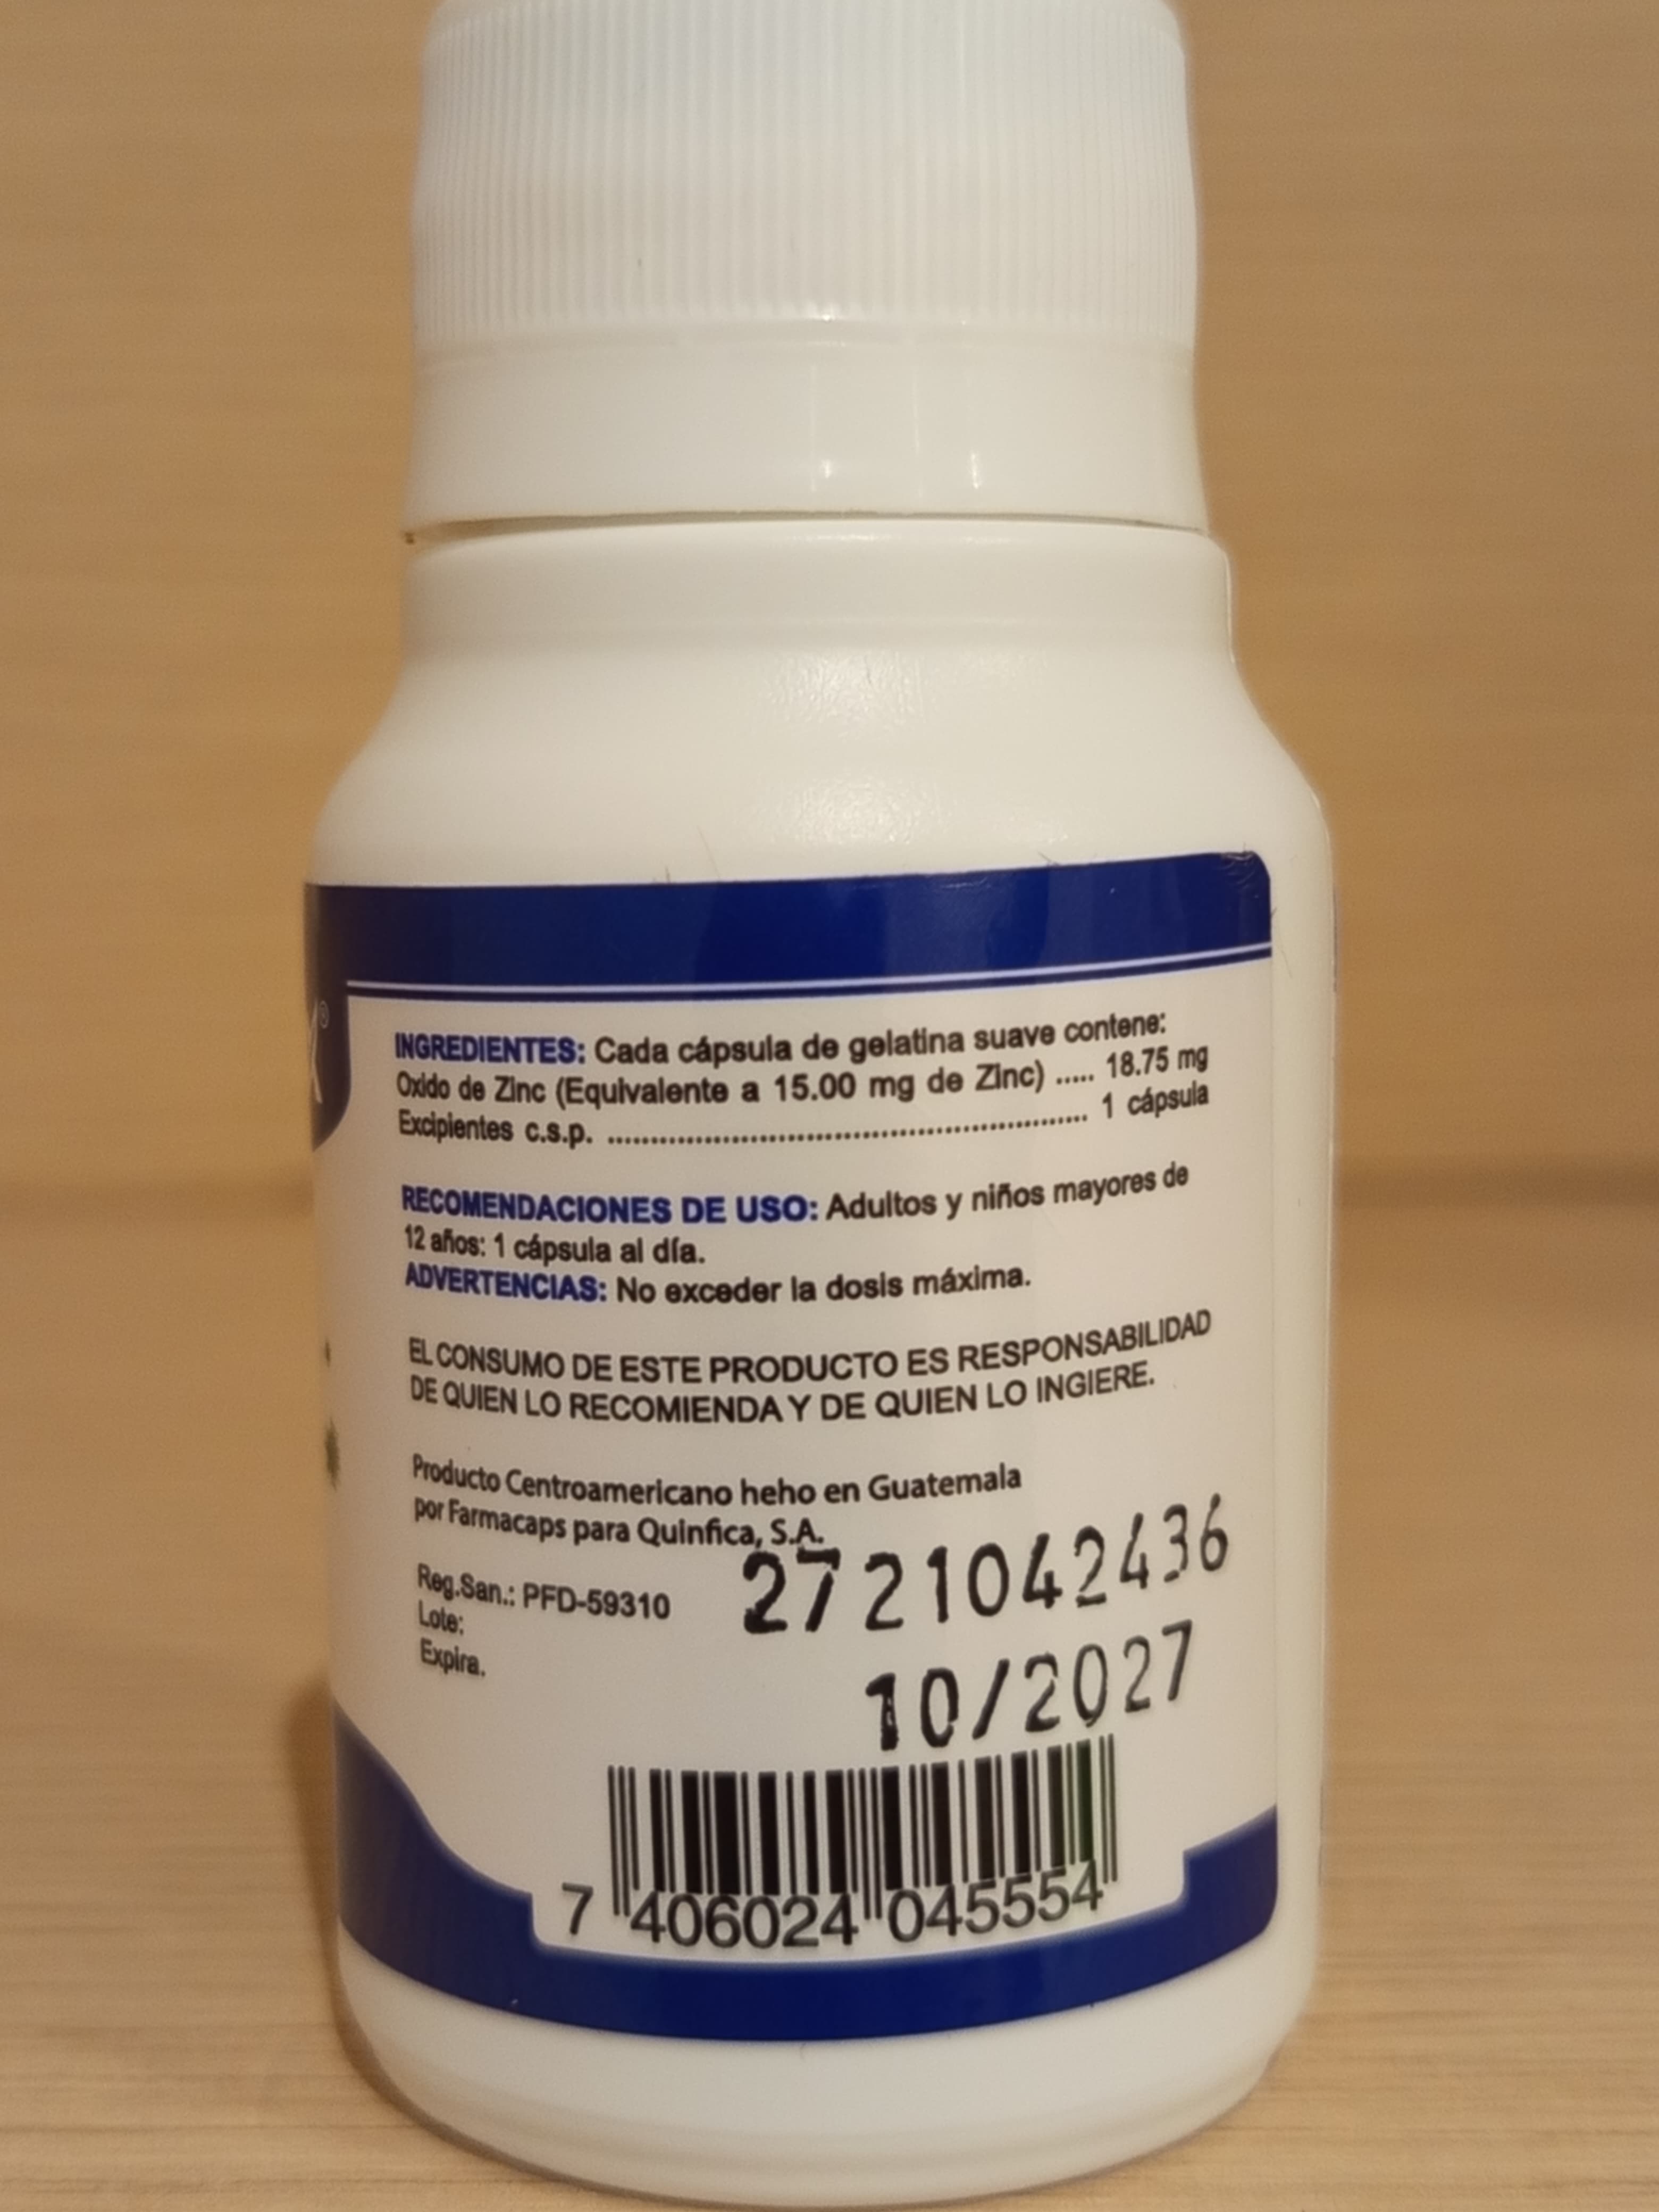 X®
INGREDIENTES: Cada cápsula de gelatina suave contene:
Oxido de Zinc (Equivalente a 15.00 mg de Zinc) ..... 18.75 mg
Excipientes c.s.p. ........................................................ 1 cápsula
RECOMENDACIONES DE USO: Adultos y niños mayores de
12 años: 1 cápsula al día.
ADVERTENCIAS: No exceder la dosis máxima.
EL CONSUMO DE ESTE PRODUCTO ES RESPONSABILIDAD
DE QUIEN LO RECOMIENDA Y DE QUIEN LO INGIERE.
Producto Centroamericano heho en Guatemala
por Farmacaps para Quinfica, S.A.
Reg.San.: PFD-59310
Lote: 2721042436
Expira. 10/2027
7 406024 045554